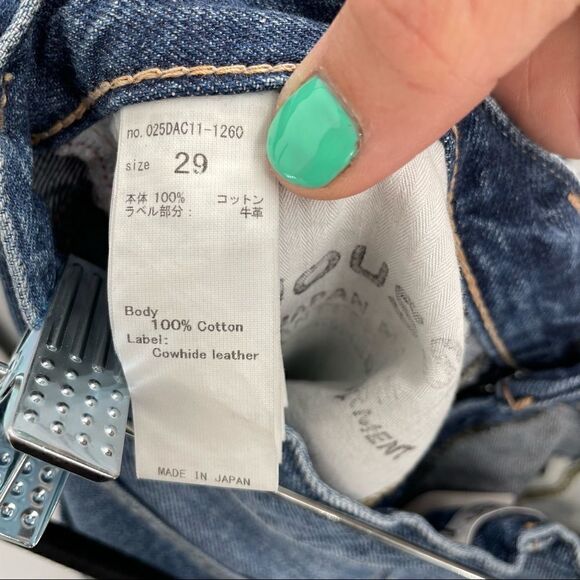 no. 025DAC11-1260
size 29
本体 100% コットン
ラベル部分: 牛革
Body
100% Cotton
Label:
Cowhide leather
MADE IN JAPAN
JAPAN